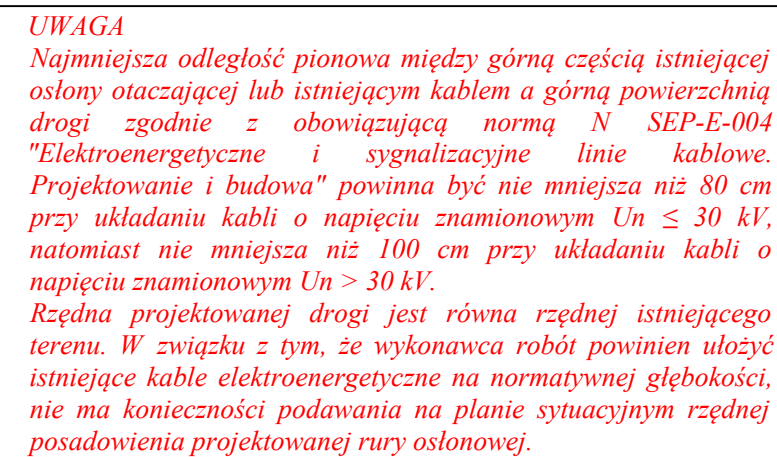 UWAGA
Najmniejsza odległość pionowa między górną częścią istniejącej
osłony otaczającej lub istniejącym kablem a górną powierzchnią
drogi zgodnie z obowiązującą normą N SEP-E-004
"Elektroenergetyczne i sygnalizacyjne linie kablowe.
Projektowanie i budowa" powinna być nie mniejsza niż 80 cm
przy układaniu kabli o napięciu znamionowym Un ≤ 30 kV,
natomiast nie mniejsza niż 100 cm przy układaniu kabli o
napięciu znamionowym Un > 30 kV.
Rzędna projektowanej drogi jest równa rzędnej istniejącego
terenu. W związku z tym, że wykonawca robót powinien ułożyć
istniejące kable elektroenergetyczne na normatywnej głębokości,
nie ma konieczności podawania na planie sytuacyjnym rzędnej
posadowienia projektowanej rury osłonowej.